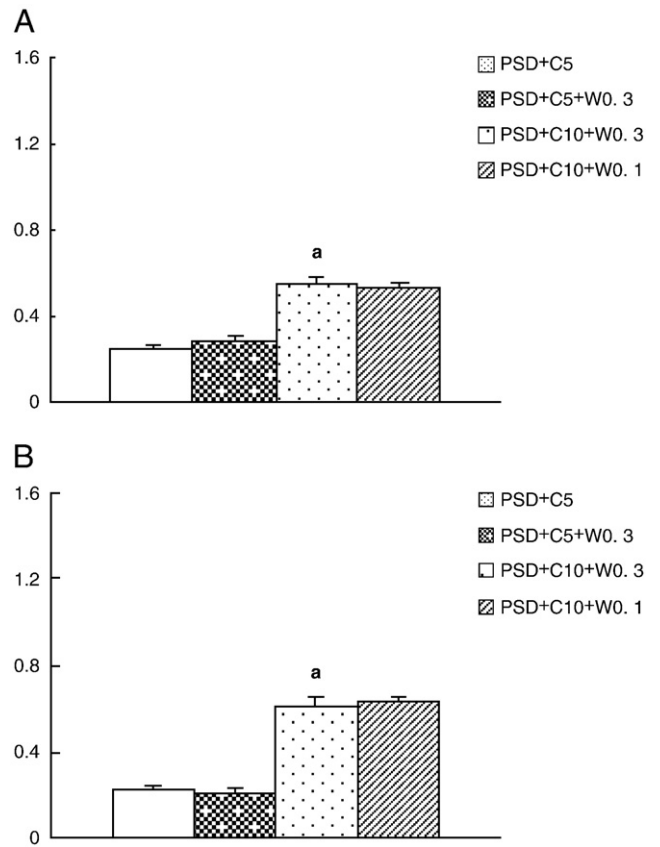 A
1.6
1.2
0.8
0.4
0
a
PSD+C5
PSD+C5+W0. 3
PSD+C10+W0. 3
PSD+C10+W0. 1
B
1.6
1.2
0.8
0.4
0
a
PSD+C5
PSD+C5+W0. 3
PSD+C10+W0. 3
PSD+C10+W0. 1